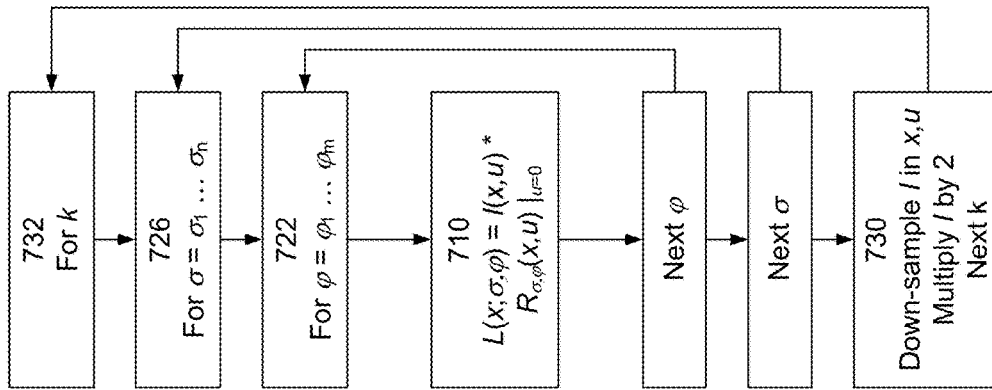 732
For k
726
For σ = σ₁ … σₙ
722
For φ = φ₁ … φₘ
710
L(x;σ,φ) = I(x,u) *
R_σ,φ(x,u) |ᵤ₌₀
Next φ
Next σ
730
Down-sample I in x,u
Multiply I by 2
Next k